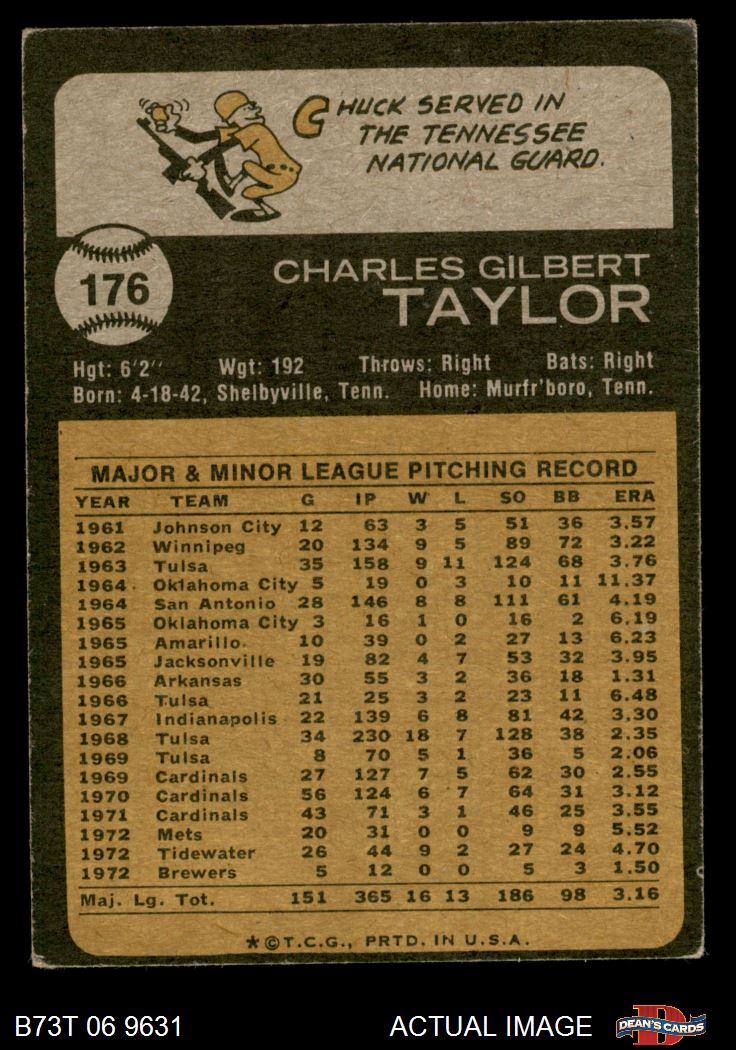 CHUCK SERVED IN
THE TENNESSEE
NATIONAL GUARD.
176
CHARLES GILBERT
TAYLOR
Hgt: 6'2" Wgt: 192 Throws: Right Bats: Right
Born: 4-18-42, Shelbyville, Tenn. Home: Murfr'boro, Tenn.
MAJOR & MINOR LEAGUE PITCHING RECORD
YEAR TEAM G IP W L SO BB ERA
1961 Johnson City 12 63 3 5 51 36 3.57
1962 Winnipeg 20 134 9 5 89 72 3.22
1963 Tulsa 35 158 9 11 124 68 3.76
1964 Oklahoma City 5 19 0 3 10 11 11.37
1964 San Antonio 28 146 8 8 111 61 4.19
1965 Oklahoma City 3 16 1 0 16 2 6.19
1965 Amarillo 10 39 0 2 27 13 6.23
1965 Jacksonville 19 82 4 7 53 32 3.95
1966 Arkansas 30 55 3 2 36 18 1.31
1966 Tulsa 21 25 3 2 23 11 6.48
1967 Indianapolis 22 139 6 8 81 42 3.30
1968 Tulsa 34 230 18 7 128 38 2.35
1969 Tulsa 8 70 5 1 36 5 2.06
1969 Cardinals 27 127 7 5 62 30 2.55
1970 Cardinals 56 124 6 7 64 31 3.12
1971 Cardinals 43 71 3 1 46 25 3.55
1972 Mets 20 31 0 0 9 9 5.52
1972 Tidewater 26 44 9 2 27 24 4.70
1972 Brewers 5 12 0 0 5 3 1.50
Maj. Lg. Tot. 151 365 16 13 186 98 3.16
★©T.C.G., PRTD. IN U.S.A.
B73T 06 9631 ACTUAL IMAGE D DEAN'S CARDS